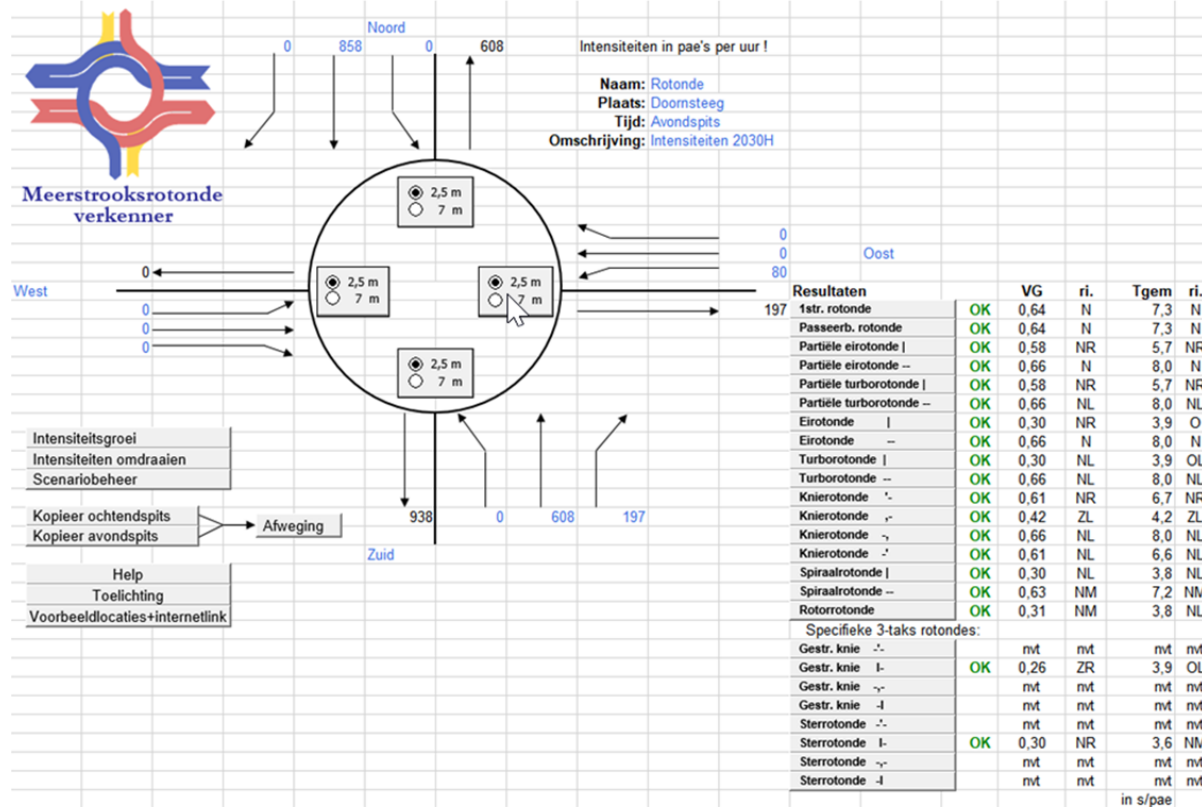 Noord
0 858 0 608 Intensiteiten in pae's per uur !
Naam: Rotonde
Plaats: Doornsteeg
Tijd: Avondspits
Omschrijving: Intensiteiten 2030H
Meerstrooksrotonde
verkenner
2,5 m
7 m
0
0 Oost
80
0
West
2,5 m
7 m
2,5 m
7 m
0
0
0
197
2,5 m
7 m
938 0 608 197
Zuid
Intensiteitsgroei
Intensiteiten omdraaien
Scenariobeheer
Kopieer ochtendspits
Kopieer avondspits
Afweging
Help
Toelichting
Voorbeeldlocaties+internetlink
Resultaten VG ri. Tgem ri.
1str. rotonde OK 0,64 N 7,3 N
Passeerb. rotonde OK 0,64 N 7,3 N
Partiële eirotonde | OK 0,58 NR 5,7 NR
Partiële eirotonde -- OK 0,66 N 8,0 N
Partiële turborotonde | OK 0,58 NR 5,7 NR
Partiële turborotonde -- OK 0,66 NL 8,0 NL
Eirotonde | OK 0,30 NR 3,9 O
Eirotonde -- OK 0,66 N 8,0 N
Turborotonde | OK 0,30 NL 3,9 OL
Turborotonde -- OK 0,66 NL 8,0 NL
Knierotonde '- OK 0,61 NR 6,7 NR
Knierotonde ,- OK 0,42 ZL 4,2 ZL
Knierotonde -, OK 0,66 NL 8,0 NL
Knierotonde -' OK 0,61 NL 6,6 NL
Spiraalrotonde | OK 0,30 NL 3,8 NL
Spiraalrotonde -- OK 0,63 NM 7,2 NM
Rotorrotonde OK 0,31 NM 3,8 NL
Specifieke 3-taks rotondes:
Gestr. knie -'- nvt nvt nvt nvt
Gestr. knie I- OK 0,26 ZR 3,9 OL
Gestr. knie -,- nvt nvt nvt nvt
Gestr. knie -I nvt nvt nvt nvt
Sterrotonde -'- nvt nvt nvt nvt
Sterrotonde I- OK 0,30 NR 3,6 NM
Sterrotonde -,- nvt nvt nvt nvt
Sterrotonde -I nvt nvt nvt nvt
in s/pae